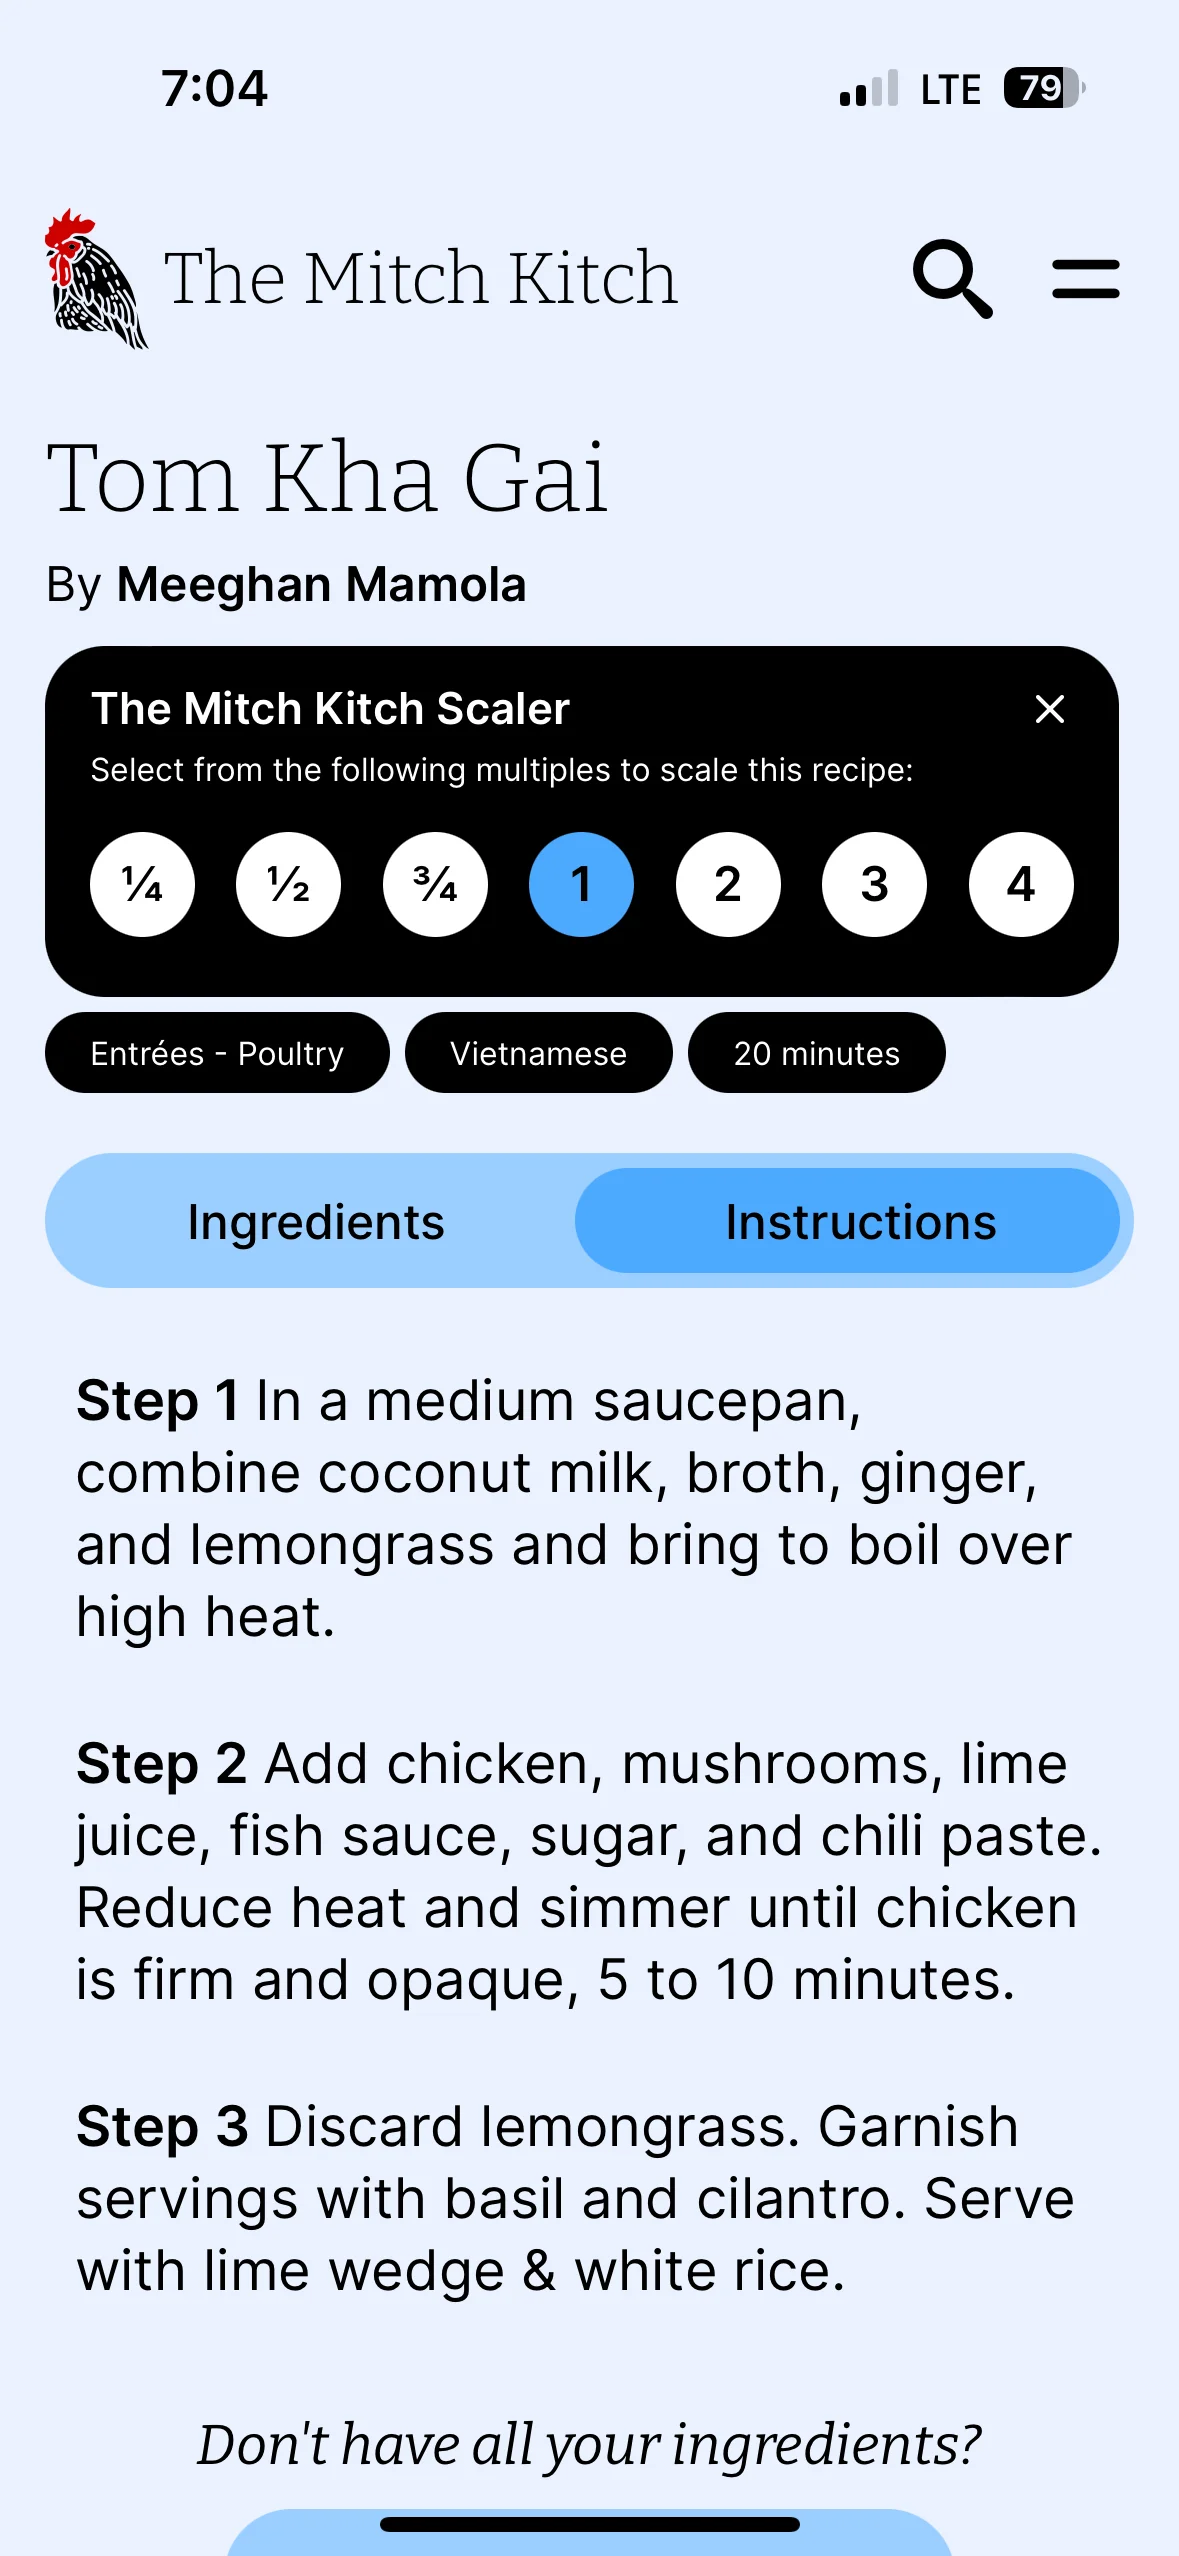 7:04
LTE
79
The Mitch Kitch
Tom Kha Gai
By Meeghan Mamola
The Mitch Kitch Scaler
Select from the following multiples to scale this recipe:
¼ ½ ¾ 1 2 3 4
Entrées - Poultry Vietnamese 20 minutes
Ingredients Instructions
Step 1 In a medium saucepan,
combine coconut milk, broth, ginger,
and lemongrass and bring to boil over
high heat.
Step 2 Add chicken, mushrooms, lime
juice, fish sauce, sugar, and chili paste.
Reduce heat and simmer until chicken
is firm and opaque, 5 to 10 minutes.
Step 3 Discard lemongrass. Garnish
servings with basil and cilantro. Serve
with lime wedge & white rice.
Don't have all your ingredients?